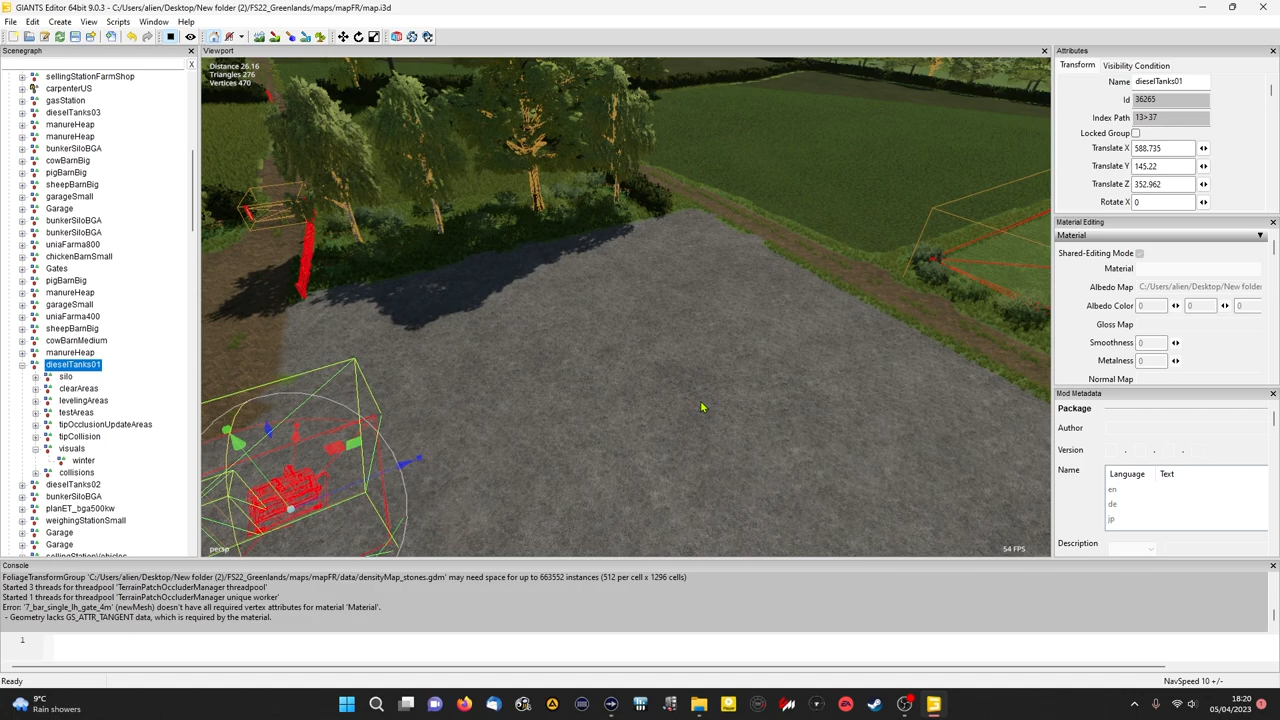 GIANTS Editor 64bit - 9.0.3 - C:/Users/alien/Desktop/New folder (2)/FS22_Greenlands/maps/mapFR/map.i3d
File Edit Create View Scripts Window Help
Scenegraph
X
sellingStationFarmShop
carpenterUS
gasStation
dieselTanks03
manureHeap
manureHeap
bunkerSiloBGA
cowBarnBig
pigBarnBig
sheepBarnBig
garageSmall
Garage
bunkerSiloBGA
bunkerSiloBGA
uniaFarma800
chickenBarnSmall
Gates
pigBarnBig
manureHeap
garageSmall
uniaFarma400
sheepBarnBig
cowBarnMedium
manureHeap
dieselTanks01
silo
clearAreas
levelingAreas
testAreas
tipOcclusionUpdateAreas
tipCollision
visuals
winter
collisions
dieselTanks02
bunkerSiloBGA
planET_bga500kw
weighingStationSmall
Garage
Garage
sellingStationVehicles
Viewport
Distance 26.16
Triangles 276
Vertices 470
persp
54 FPS
Attributes
Transform Visibility Condition
Name dieselTanks01
Id 36265
Index Path 13>37
Locked Group
Translate X 588.735
Translate Y 145.22
Translate Z 352.962
Rotate X 0
Material Editing
Material
Shared-Editing Mode
Material
Albedo Map C:/Users/alien/Desktop/New folder
Albedo Color 0 0 0
Gloss Map
Smoothness 0
Metalness 0
Normal Map
Mod Metadata
Package
Author
Version . . .
Name Language Text
en
de
jp
Description
Console
FoliageTransformGroup 'C:/Users/alien/Desktop/New folder (2)/FS22_Greenlands/maps/mapFR/data/densityMap_stones.gdm' may need space for up to 663552 instances (512 per cell x 1296 cells)
Started 3 threads for threadpool 'TerrainPatchOccluderManager threadpool'
Started 1 threads for threadpool 'TerrainPatchOccluderManager unique worker'
Error: '7_bar_single_lh_gate_4m' (newMesh) doesn't have all required vertex attributes for material 'Material'.
- Geometry lacks GS_ATTR_TANGENT data, which is required by the material.
1
Ready
NavSpeed 10 +/-
9°C
Rain showers
18:20
05/04/2023